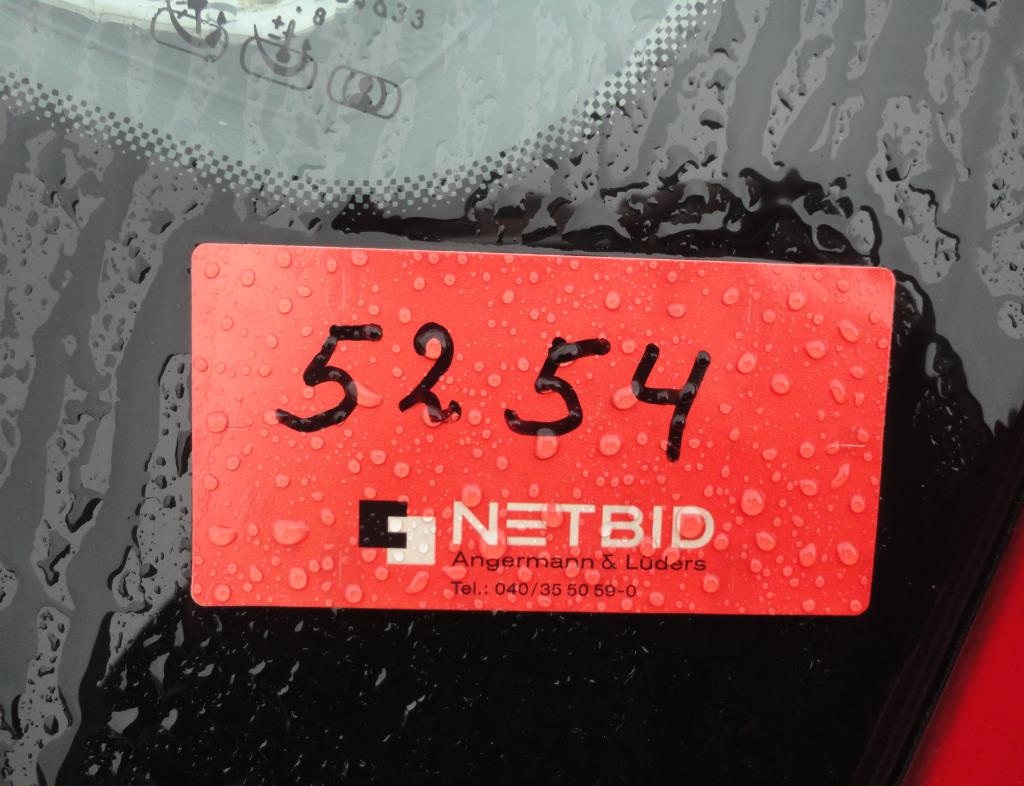 5254
NETBID
Angermann & Lüders
Tel.: 040/35 50 59-0